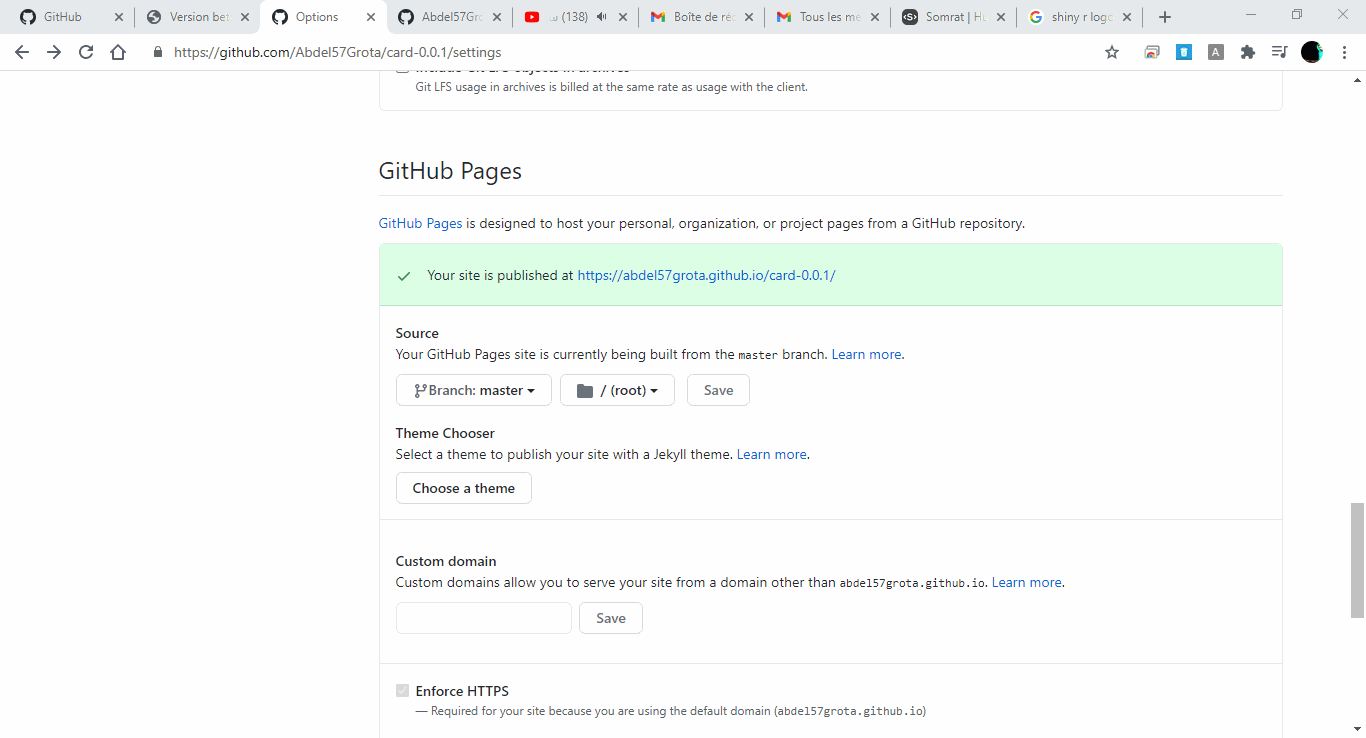 GitHub
Version bet
Options
Abdel57Gro
(138)
Boîte de réc
Tous les me
Somrat | Hu
shiny r logo
https://github.com/Abdel57Grota/card-0.0.1/settings
Git LFS usage in archives is billed at the same rate as usage with the client.
GitHub Pages
GitHub Pages is designed to host your personal, organization, or project pages from a GitHub repository.
Your site is published at https://abdel57grota.github.io/card-0.0.1/
Source
Your GitHub Pages site is currently being built from the master branch. Learn more.
Branch: master
/ (root)
Save
Theme Chooser
Select a theme to publish your site with a Jekyll theme. Learn more.
Choose a theme
Custom domain
Custom domains allow you to serve your site from a domain other than abdel57grota.github.io. Learn more.
Save
Enforce HTTPS
— Required for your site because you are using the default domain (abdel57grota.github.io)